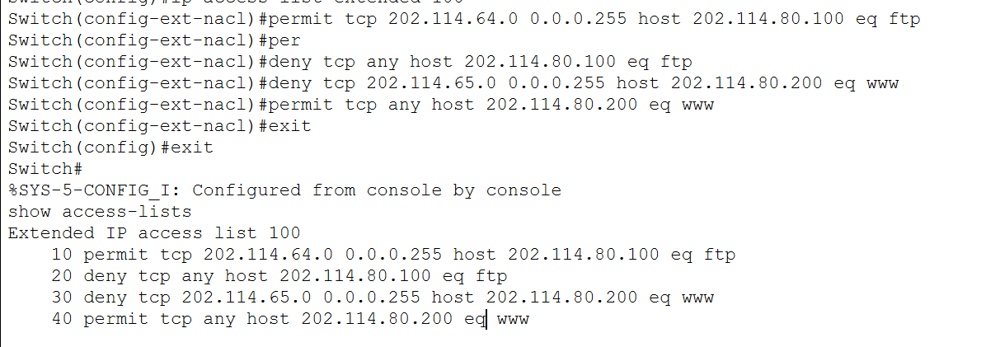 Switch(config)#ip access-list extended 100
Switch(config-ext-nacl)#permit tcp 202.114.64.0 0.0.0.255 host 202.114.80.100 eq ftp
Switch(config-ext-nacl)#per
Switch(config-ext-nacl)#deny tcp any host 202.114.80.100 eq ftp
Switch(config-ext-nacl)#deny tcp 202.114.65.0 0.0.0.255 host 202.114.80.200 eq www
Switch(config-ext-nacl)#permit tcp any host 202.114.80.200 eq www
Switch(config-ext-nacl)#exit
Switch(config)#exit
Switch#
%SYS-5-CONFIG_I: Configured from console by console
show access-lists
Extended IP access list 100
    10 permit tcp 202.114.64.0 0.0.0.255 host 202.114.80.100 eq ftp
    20 deny tcp any host 202.114.80.100 eq ftp
    30 deny tcp 202.114.65.0 0.0.0.255 host 202.114.80.200 eq www
    40 permit tcp any host 202.114.80.200 eq www